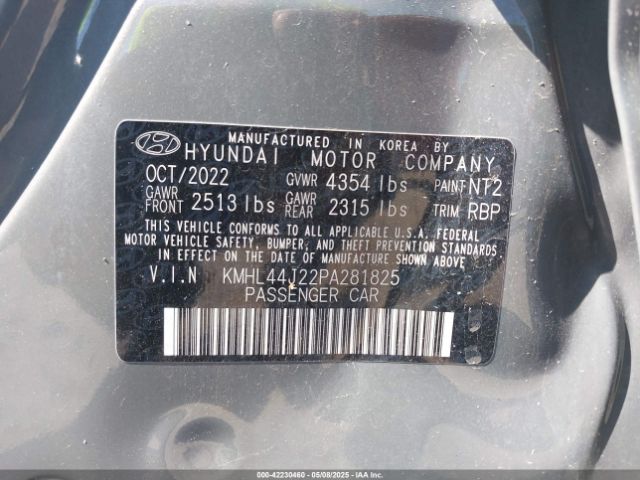 MANUFACTURED IN KOREA BY
HYUNDAI MOTOR COMPANY
OCT/2022 GVWR 4354 lbs PAINT NT2
GAWR FRONT 2513 lbs GAWR REAR 2315 lbs TRIM RBP
THIS VEHICLE CONFORMS TO ALL APPLICABLE U.S.A. FEDERAL
MOTOR VEHICLE SAFETY, BUMPER, AND THEFT PREVENTION STANDARDS
IN EFFECT ON THE DATE OF MANUFACTURE SHOWN ABOVE
V.I.N KMHL44J22PA281825
PASSENGER CAR
000-42230460 - 05/08/2025 - COPYRIGHT IAA, INC.